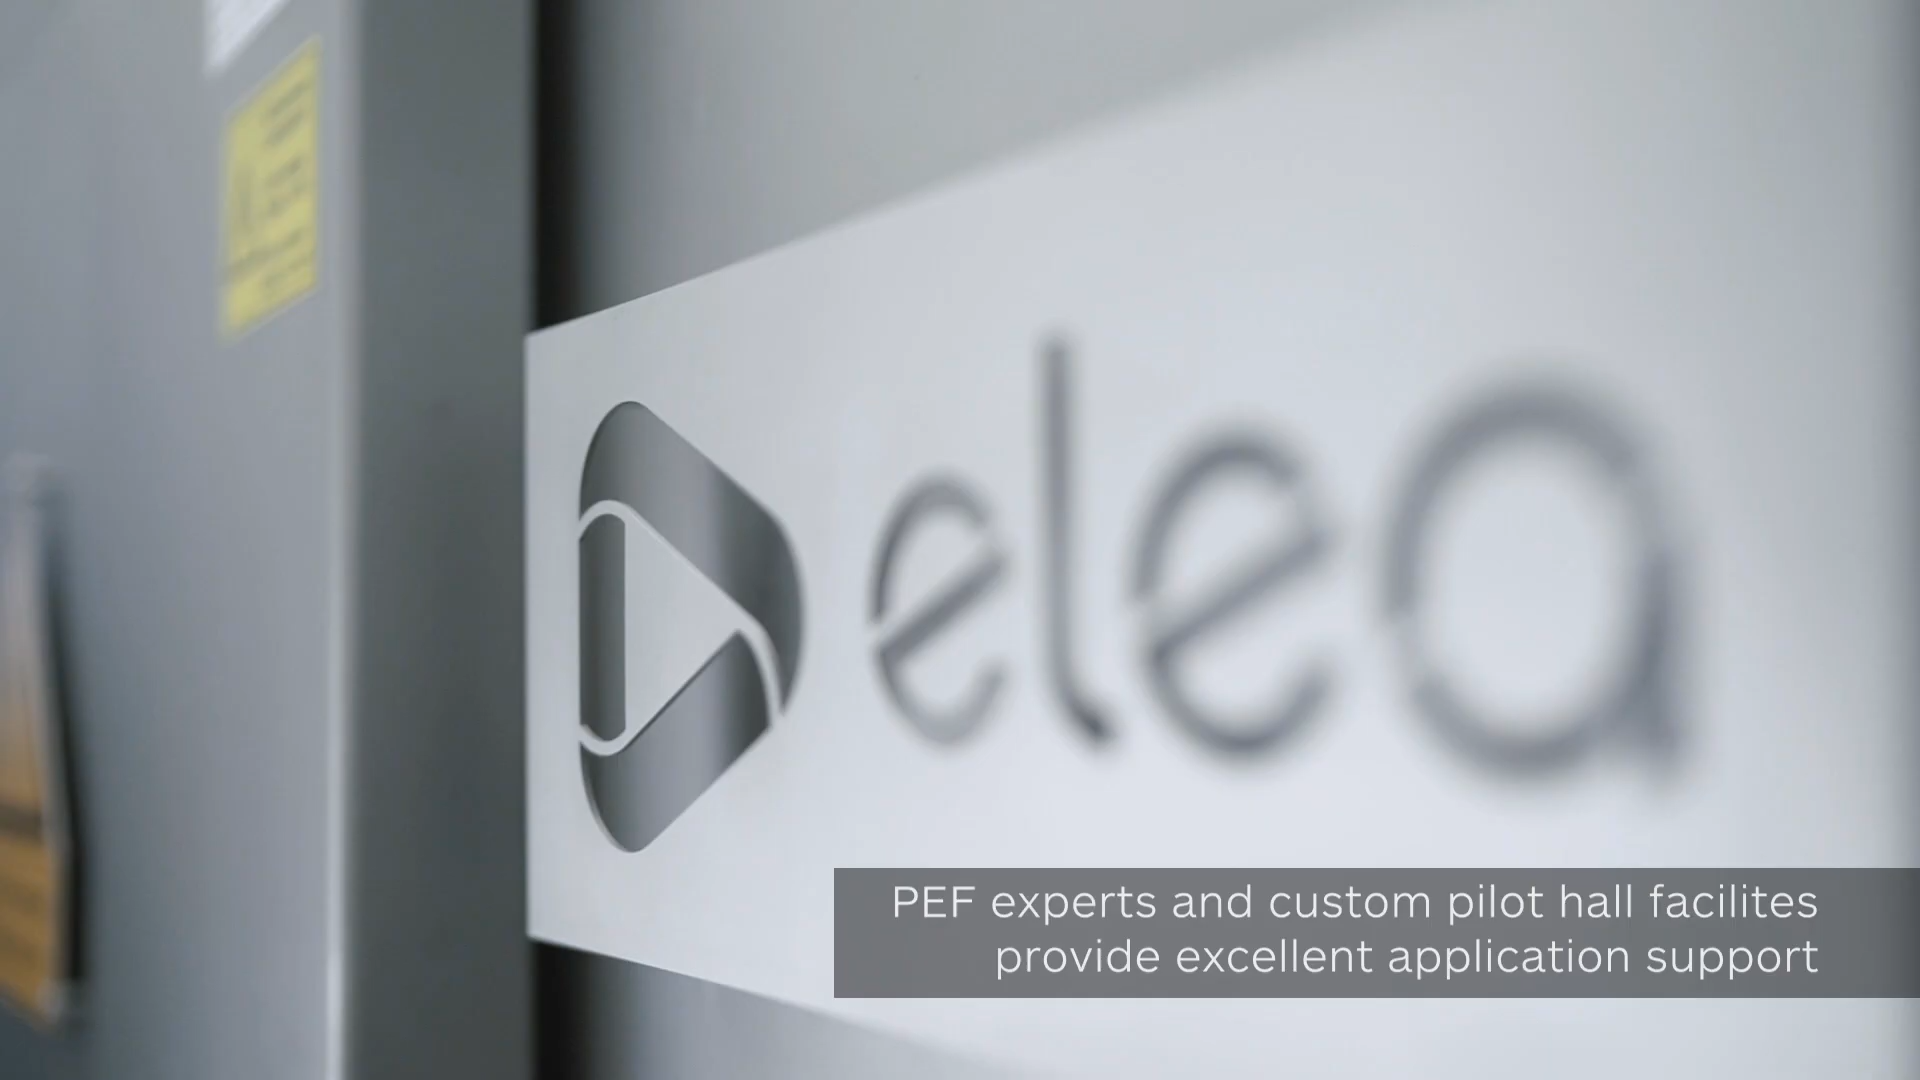 elea
PEF experts and custom pilot hall facilites
provide excellent application support